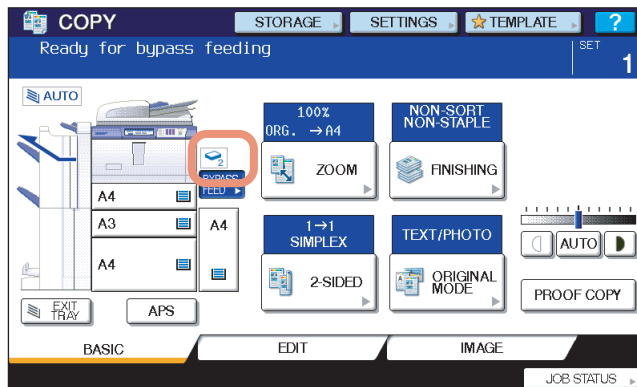 COPY
STORAGE
SETTINGS
TEMPLATE
?
Ready for bypass feeding
SET
1
AUTO
2
BYPASS
FEED
A4
A3
A4
A4
EXIT
TRAY
APS
100%
ORG. →A4
ZOOM
NON-SORT
NON-STAPLE
FINISHING
1→1
SIMPLEX
2-SIDED
TEXT/PHOTO
ORIGINAL
MODE
AUTO
PROOF COPY
BASIC
EDIT
IMAGE
JOB STATUS